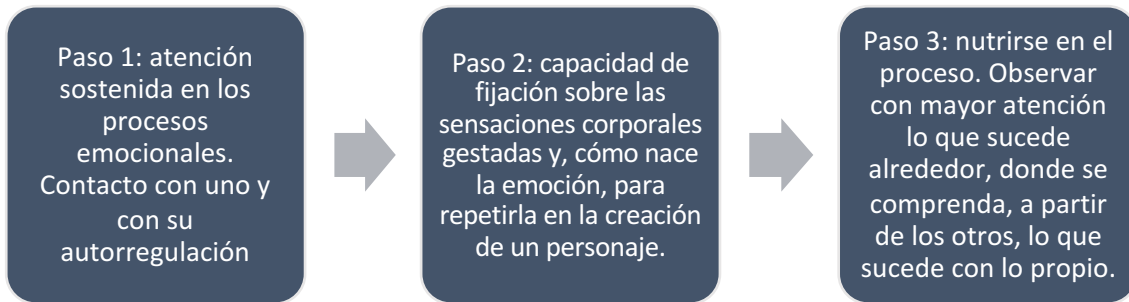 Paso 1: atención
sostenida en los
procesos
emocionales.
Contacto con uno y
con su
autorregulación
Paso 2: capacidad de
fijación sobre las
sensaciones corporales
gestadas y, cómo nace
la emoción, para
repetirla en la creación
de un personaje.
Paso 3: nutrirse en el
proceso. Observar
con mayor atención
lo que sucede
alrededor, donde se
comprenda, a partir
de los otros, lo que
sucede con lo propio.